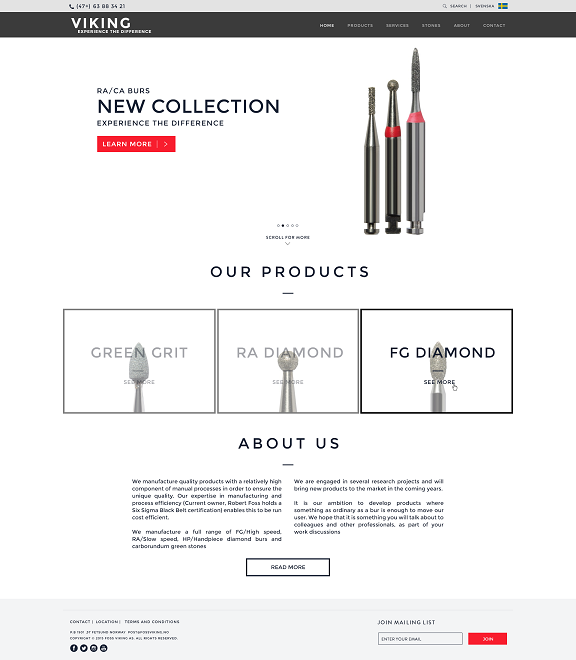 (47+) 63 88 34 21
SEARCH | SVENSKA
VIKING
EXPERIENCE THE DIFFERENCE
HOME PRODUCTS SERVICES STONES ABOUT CONTACT
RA/CA BURS
NEW COLLECTION
EXPERIENCE THE DIFFERENCE
LEARN MORE
SCROLL FOR MORE
OUR PRODUCTS
GREEN GRIT
SEE MORE
RA DIAMOND
SEE MORE
FG DIAMOND
SEE MORE
ABOUT US
We manufacture quality products with a relatively high
component of manual processes in order to ensure the
unique quality. Our expertise in manufacturing and
process efficiency (Current owner, Robert Foss holds a
Six Sigma Black Belt certification) enables this to be run
cost efficient.
We manufacture a full range of FG/High speed,
RA/Slow speed, HP/Handpiece diamond burs and
carborundum green stones
We are engaged in several research projects and will
bring new products to the market in the coming years.
It is our ambition to develop products where
something as ordinary as a bur is enough to move our
user. We hope that it is something you will talk about to
colleagues and other professionals, as part of your
work discussions
READ MORE
CONTACT | LOCATION | TERMS AND CONDITIONS
FETSUND NORWAY POST@FOSSVIKING.NO
COPYRIGHT © 2015 FOSS VIKING AS. ALL RIGHTS RESERVED
JOIN MAILING LIST
ENTER YOUR EMAIL
JOIN